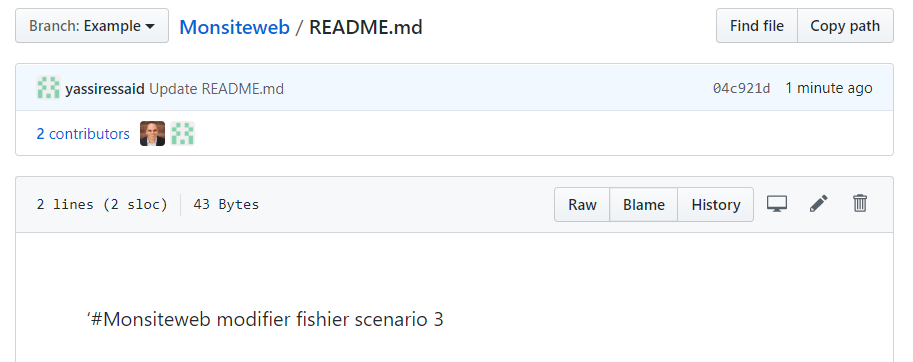 Branch: Example Monsiteweb / README.md Find file Copy path
yassiressaid Update README.md 04c921d 1 minute ago
2 contributors
2 lines (2 sloc) 43 Bytes Raw Blame History
‘#Monsiteweb modifier fishier scenario 3